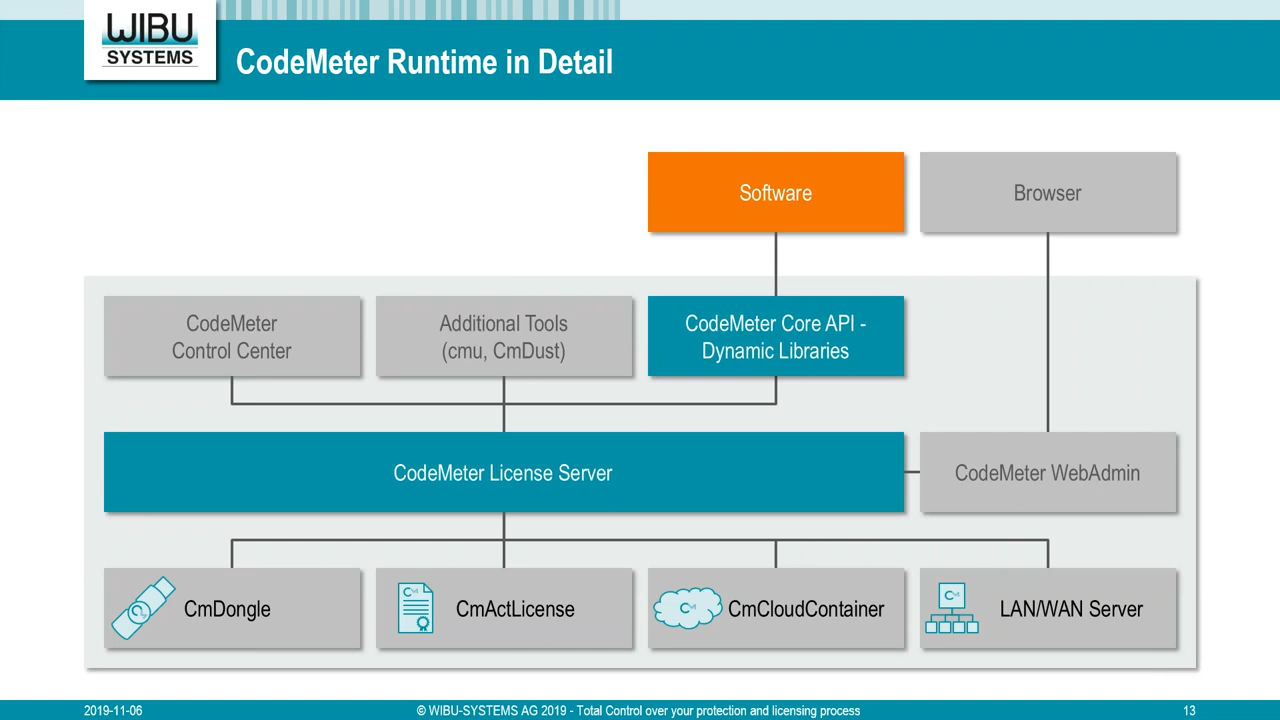 WIBU
SYSTEMS
CodeMeter Runtime in Detail
Software
Browser
CodeMeter
Control Center
Additional Tools
(cmu, CmDust)
CodeMeter Core API -
Dynamic Libraries
CodeMeter License Server
CodeMeter WebAdmin
CmDongle
CmActLicense
CmCloudContainer
LAN/WAN Server
2019-11-06
© WIBU-SYSTEMS AG 2019 - Total Control over your protection and licensing process
13